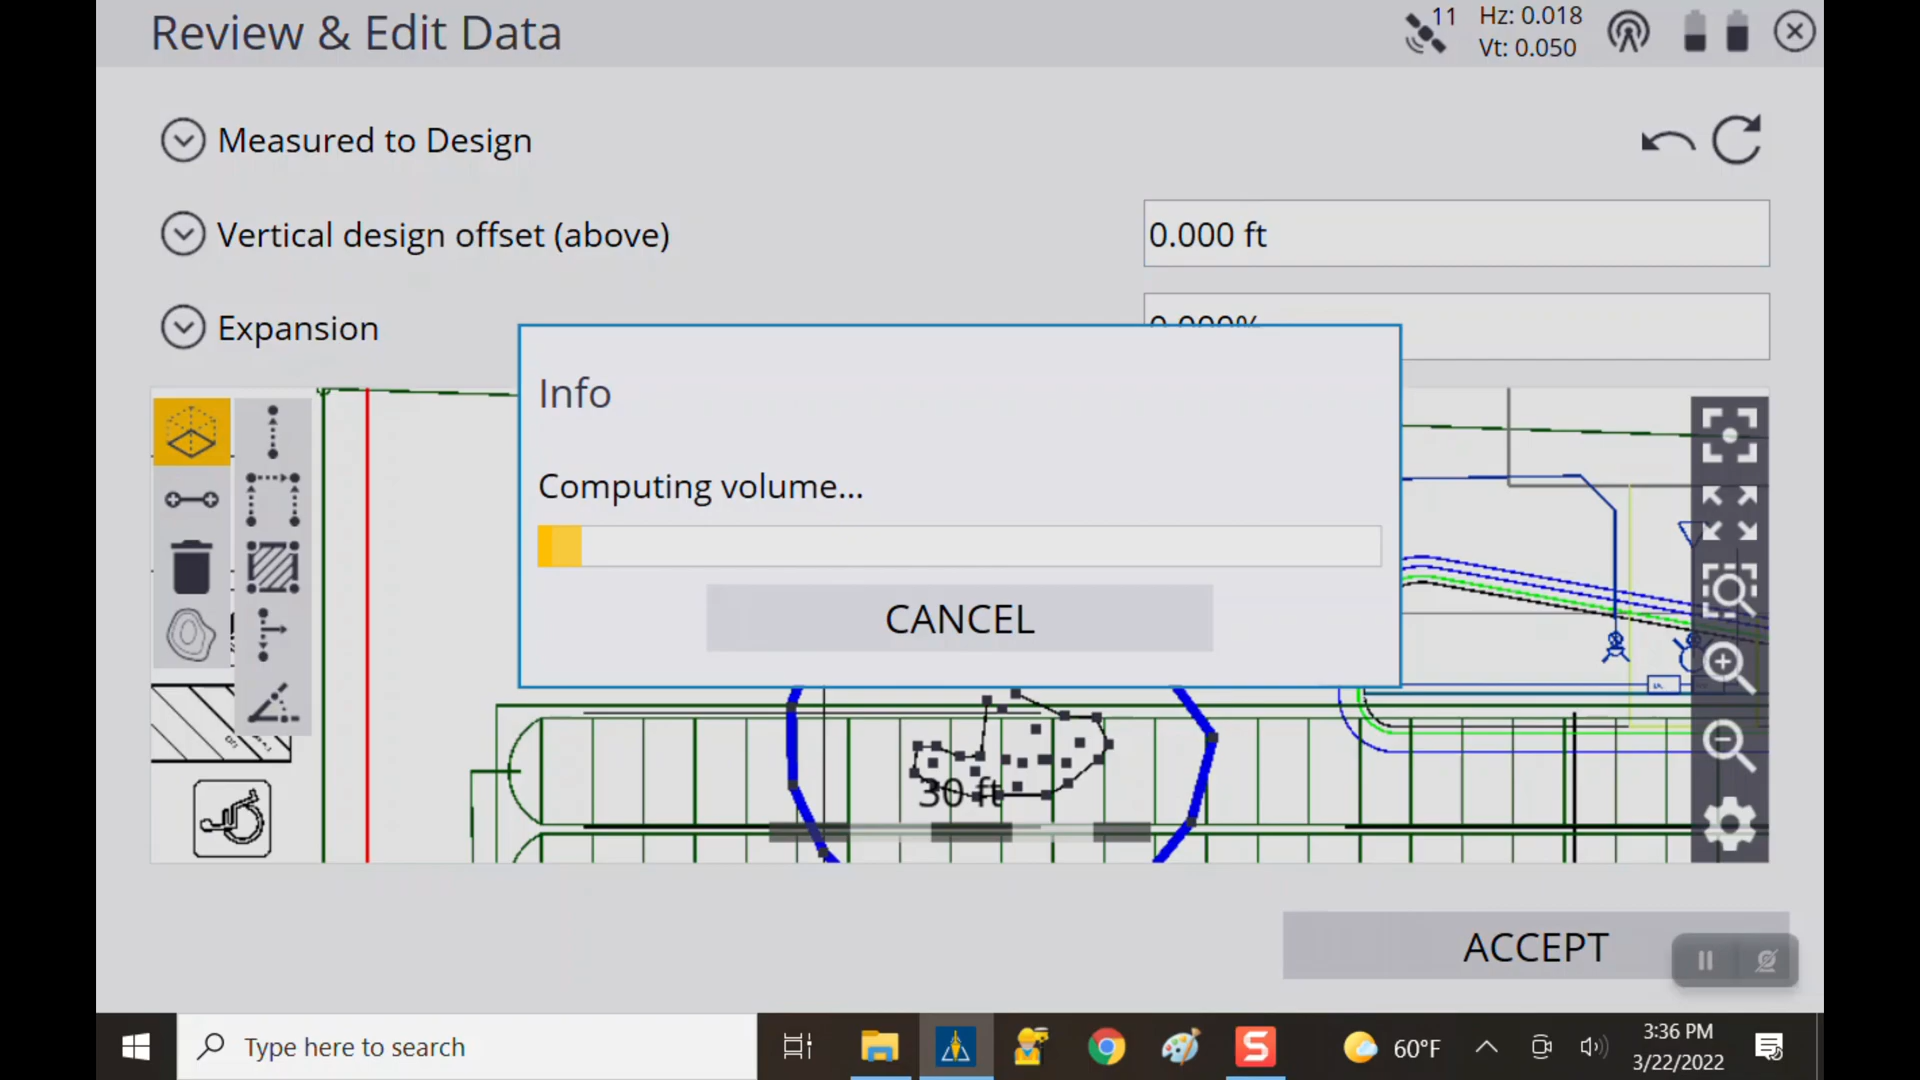 Review & Edit Data
11
Hz: 0.018
Vt: 0.050
Measured to Design
Vertical design offset (above)
0.000 ft
Expansion
0.000%
Info
Computing volume...
CANCEL
30 ft
ACCEPT
Type here to search
S
60°F
3:36 PM
3/22/2022